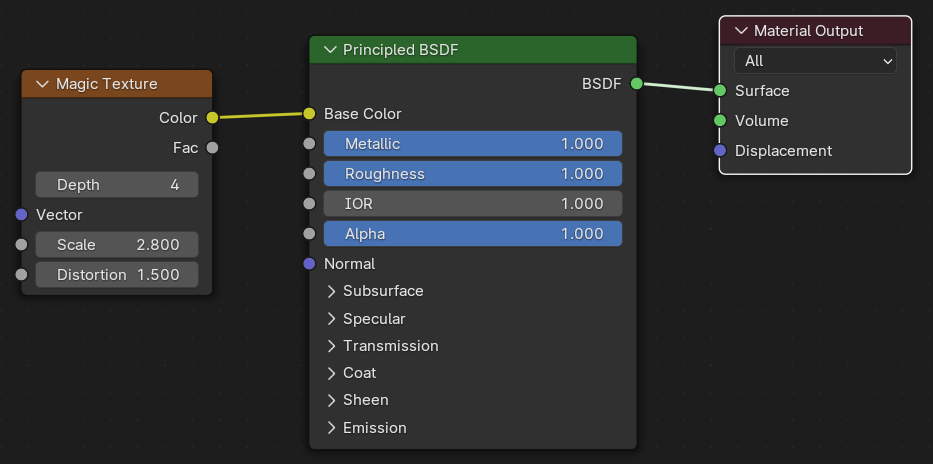 Magic Texture
Color
Fac
Depth 4
Vector
Scale 2.800
Distortion 1.500
Principled BSDF
BSDF
Base Color
Metallic 1.000
Roughness 1.000
IOR 1.000
Alpha 1.000
Normal
Subsurface
Specular
Transmission
Coat
Sheen
Emission
Material Output
All
Surface
Volume
Displacement